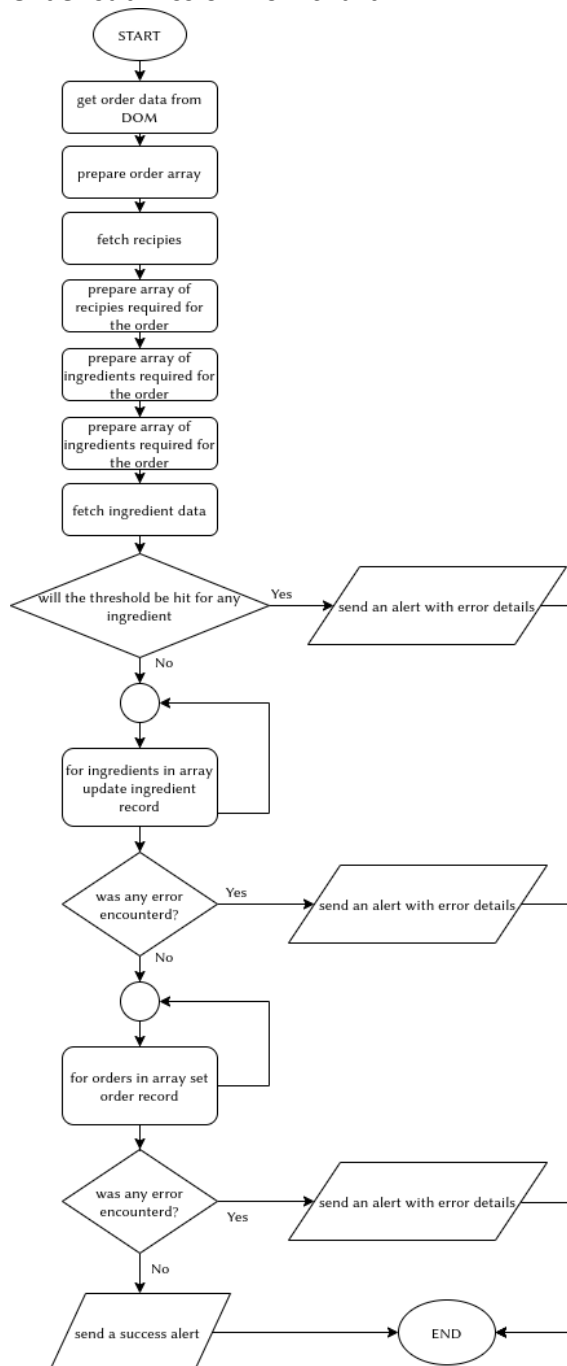 START
get order data from
DOM
prepare order array
fetch recipies
prepare array of
recipies required for
the order
prepare array of
ingredients required for
the order
prepare array of
ingredients required for
the order
fetch ingredient data
will the threshold be hit for any
ingredient
Yes
send an alert with error details
No
for ingredients in array
update ingredient
record
was any error
encounterd?
Yes
send an alert with error details
No
for orders in array set
order record
was any error
encounterd?
Yes
send an alert with error details
No
send a success alert
END